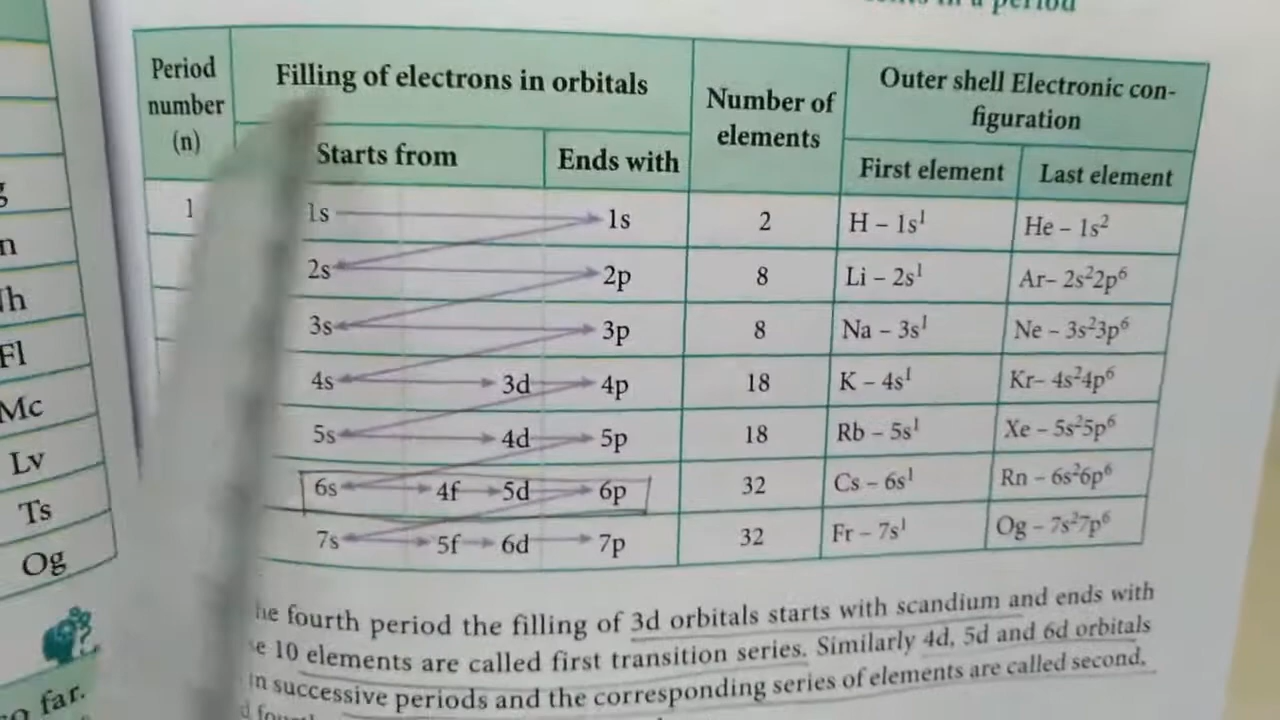 in a period
Period number (n)
Filling of electrons in orbitals
Number of elements
Outer shell Electronic con-
figuration
Starts from
Ends with
First element
Last element
1 1s 1s 2 H – 1s¹ He – 1s²
2s 2p 8 Li – 2s¹ Ar– 2s²2p⁶
3s 3p 8 Na – 3s¹ Ne – 3s²3p⁶
4s 3d 4p 18 K – 4s¹ Kr– 4s²4p⁶
5s 4d 5p 18 Rb – 5s¹ Xe – 5s²5p⁶
6s 4f 5d 6p 32 Cs – 6s¹ Rn – 6s²6p⁶
7s 5f 6d 7p 32 Fr – 7s¹ Og – 7s²7p⁶
he fourth period the filling of 3d orbitals starts with scandium and ends with
e 10 elements are called first transition series. Similarly 4d, 5d and 6d orbitals
in successive periods and the corresponding series of elements are called second,
Fl
Mc
Lv
Ts
Og
far.